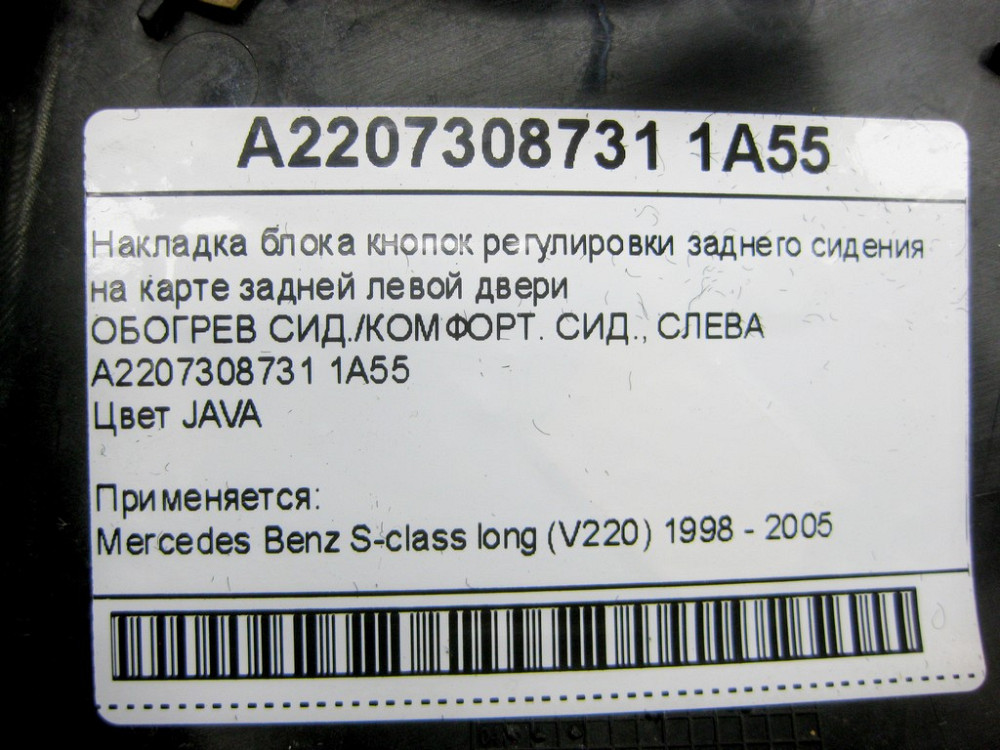 A2207308731 1A55
Накладка блока кнопок регулировки заднего сидения
на карте задней левой двери
ОБОГРЕВ СИД./КОМФОРТ. СИД., СЛЕВА
A2207308731 1A55
Цвет JAVA
Применяется:
Mercedes Benz S-class long (V220) 1998 - 2005